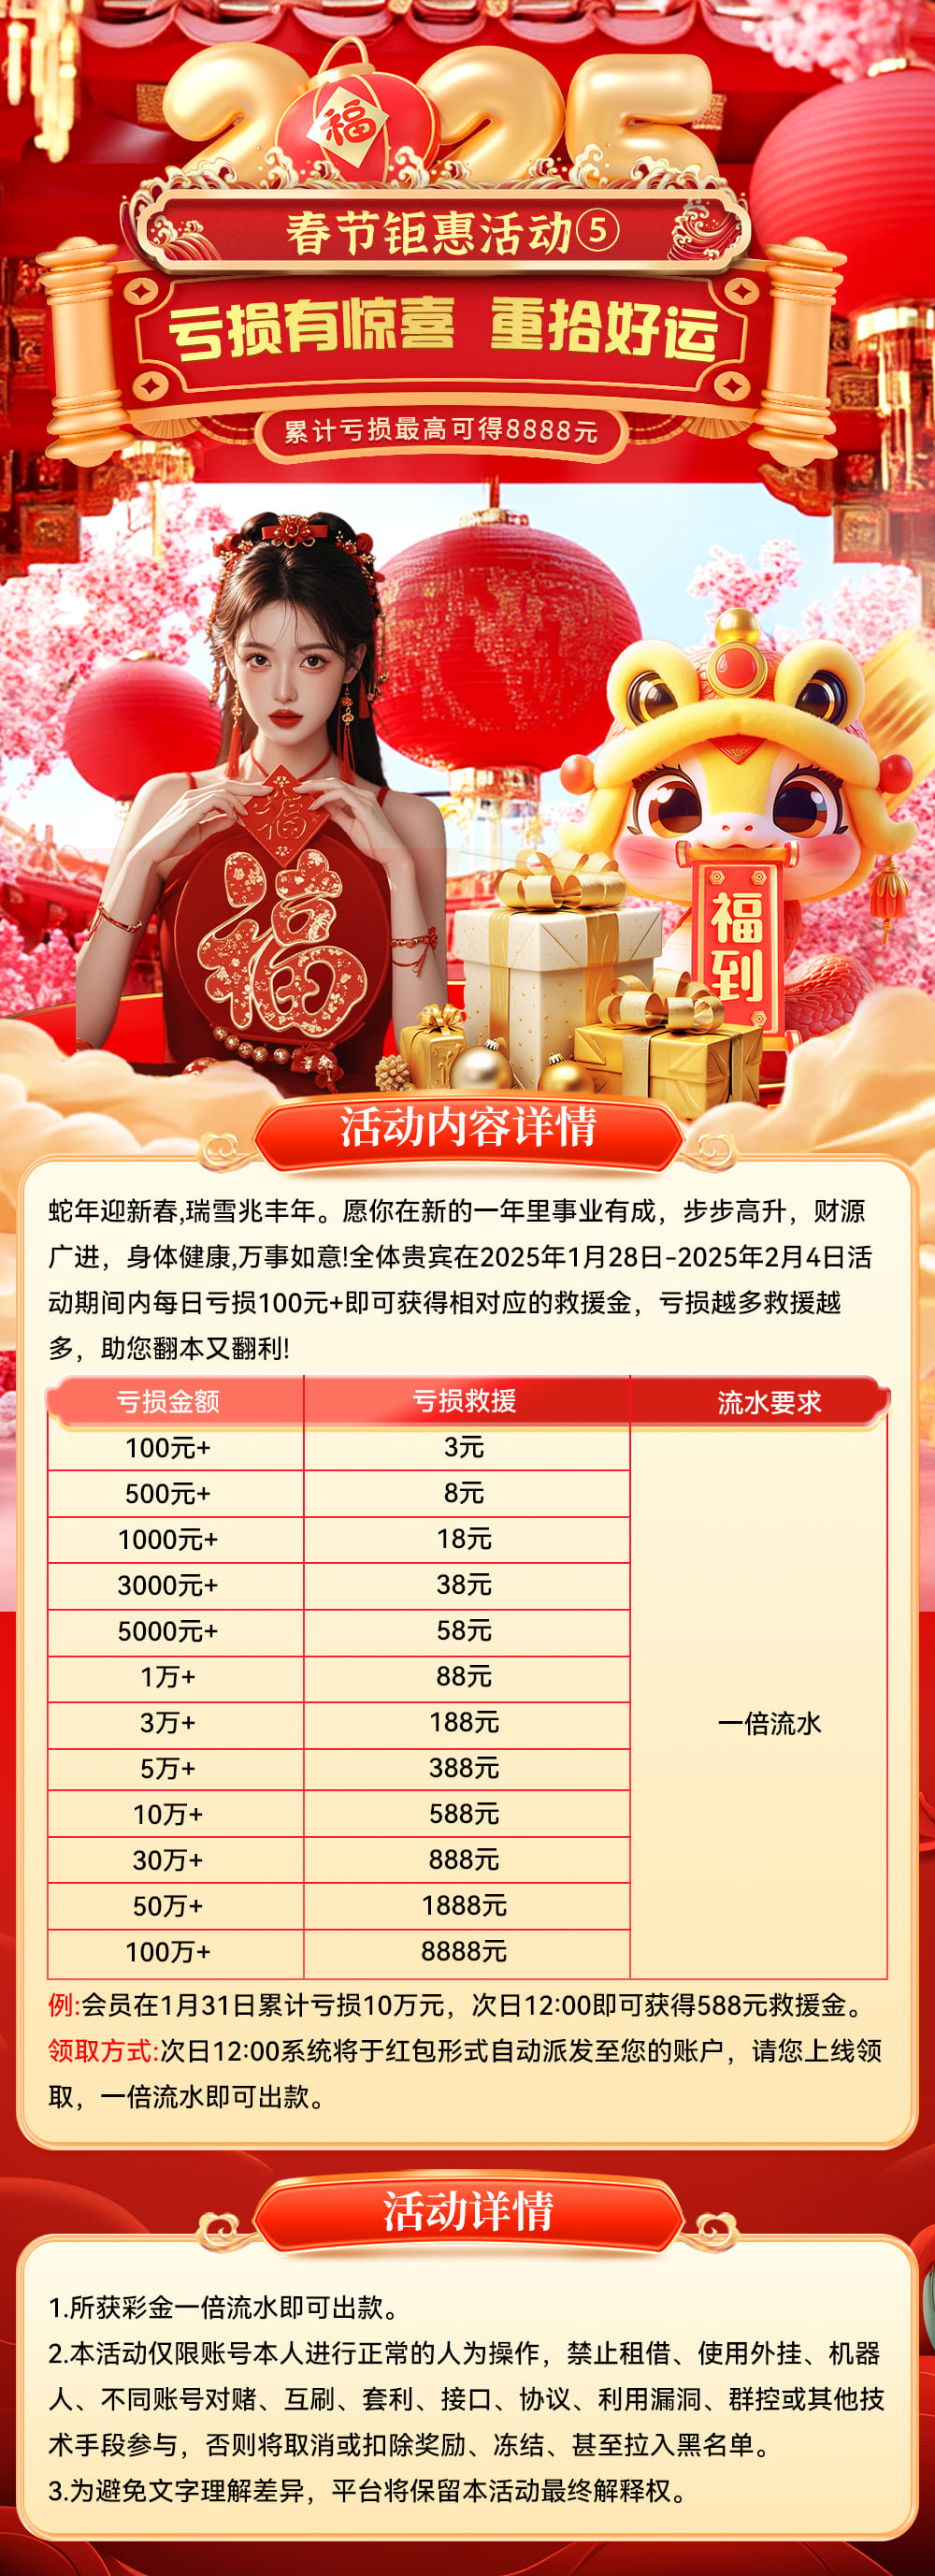 2025
福
春节钜惠活动⑤
亏损有惊喜 重拾好运
累计亏损最高可得8888元
福
福
福到
活动内容详情
蛇年迎新春,瑞雪兆丰年。愿你在新的一年里事业有成，步步高升，财源
广进，身体健康,万事如意!全体贵宾在2025年1月28日-2025年2月4日活
动期间内每日亏损100元+即可获得相对应的救援金，亏损越多救援越
多，助您翻本又翻利!
亏损金额 亏损救援 流水要求
100元+ 3元
500元+ 8元
1000元+ 18元
3000元+ 38元
5000元+ 58元
1万+ 88元
3万+ 188元 一倍流水
5万+ 388元
10万+ 588元
30万+ 888元
50万+ 1888元
100万+ 8888元
例:会员在1月31日累计亏损10万元，次日12:00即可获得588元救援金。
领取方式:次日12:00系统将于红包形式自动派发至您的账户，请您上线领
取，一倍流水即可出款。
活动详情
1.所获彩金一倍流水即可出款。
2.本活动仅限账号本人进行正常的人为操作，禁止租借、使用外挂、机器
人、不同账号对赌、互刷、套利、接口、协议、利用漏洞、群控或其他技
术手段参与，否则将取消或扣除奖励、冻结、甚至拉入黑名单。
3.为避免文字理解差异，平台将保留本活动最终解释权。